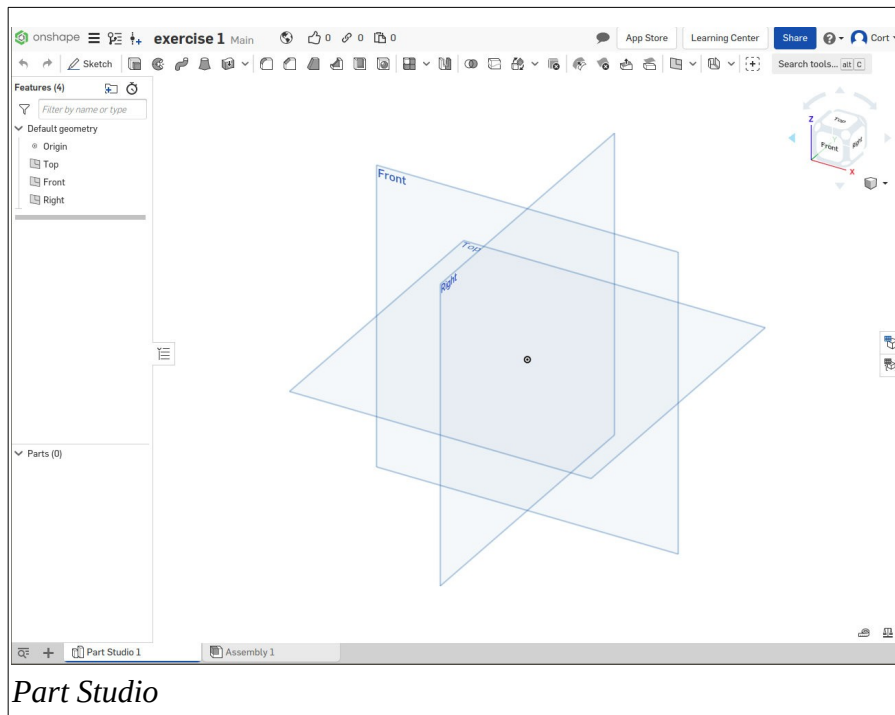 onshape exercise 1 Main 0 0 0 App Store Learning Center Share Cort
Sketch Search tools... alt C
Features (4)
Filter by name or type
Default geometry
Origin
Top
Front
Right
Front
Top
Right
Z
Top
Front
Right
X
Parts (0)
Part Studio 1 Assembly 1
Part Studio